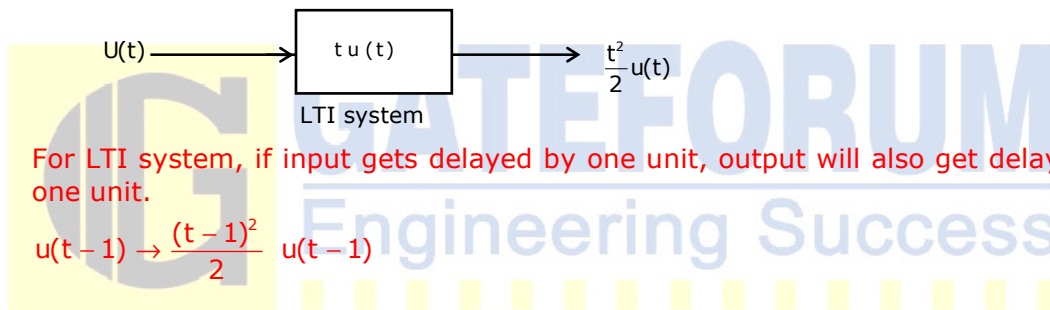 U(t) t u (t) t²/2 u(t)
LTI system
For LTI system, if input gets delayed by one unit, output will also get delay
one unit.
u(t − 1) → (t − 1)²/2 u(t − 1)
GATEFORUM
Engineering Success